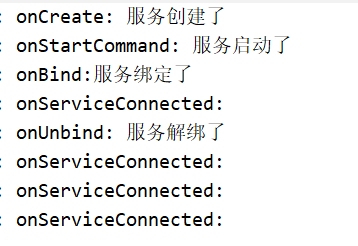 : onCreate: 服务创建了
: onStartCommand: 服务启动了
: onBind:服务绑定了
: onServiceConnected:
: onUnbind: 服务解绑了
: onServiceConnected:
: onServiceConnected:
: onServiceConnected: